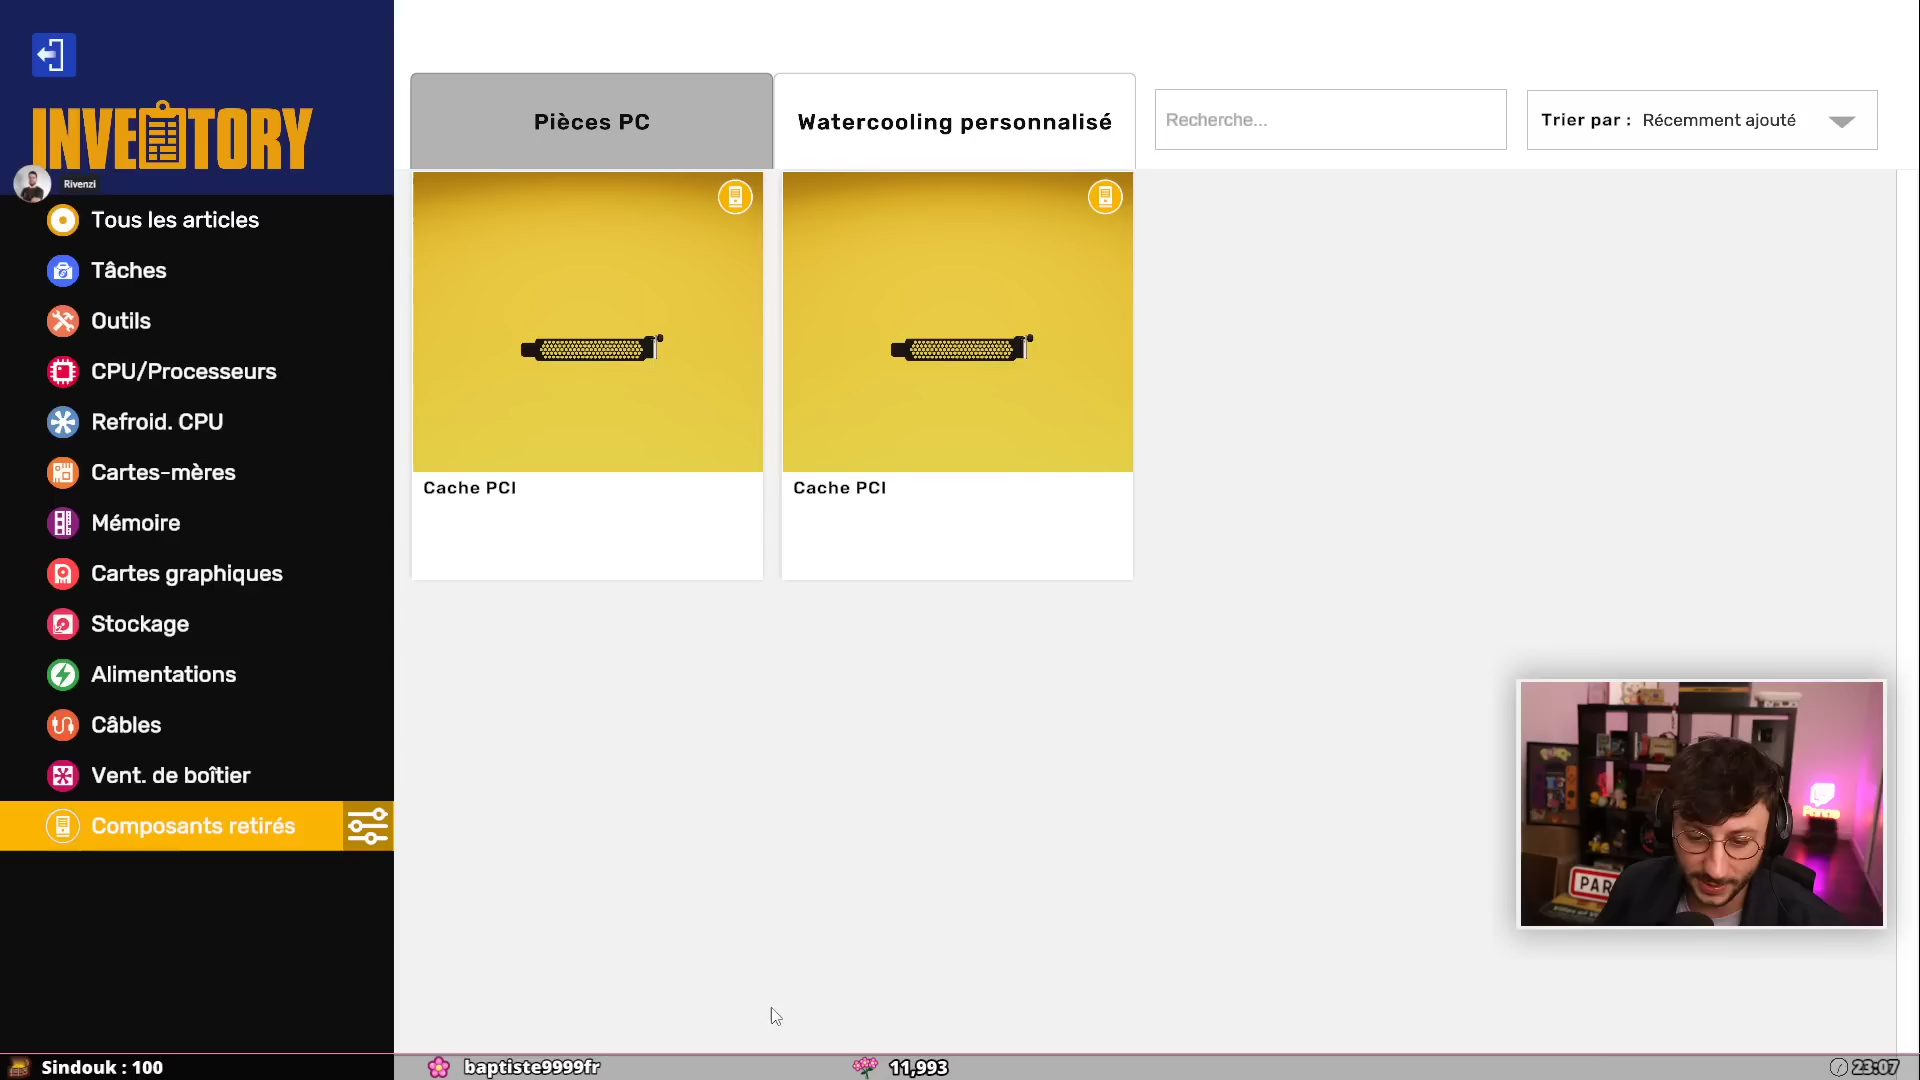 INVENTORY
Rivenzi
Tous les articles
Tâches
Outils
CPU/Processeurs
Refroid. CPU
Cartes-mères
Mémoire
Cartes graphiques
Stockage
Alimentations
Câbles
Vent. de boîtier
Composants retirés
Pièces PC
Watercooling personnalisé
Recherche...
Trier par : Récemment ajouté
Cache PCI
Cache PCI
PAR
Sindouk : 100
baptiste9999fr
11,993
23:07